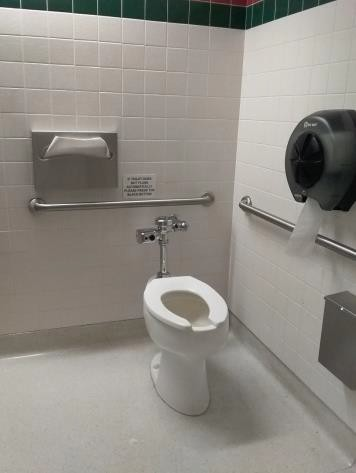 IF TOILET DOES
NOT FLUSH
AUTOMATICALLY
PLEASE PRESS THE
BLACK BUTTON